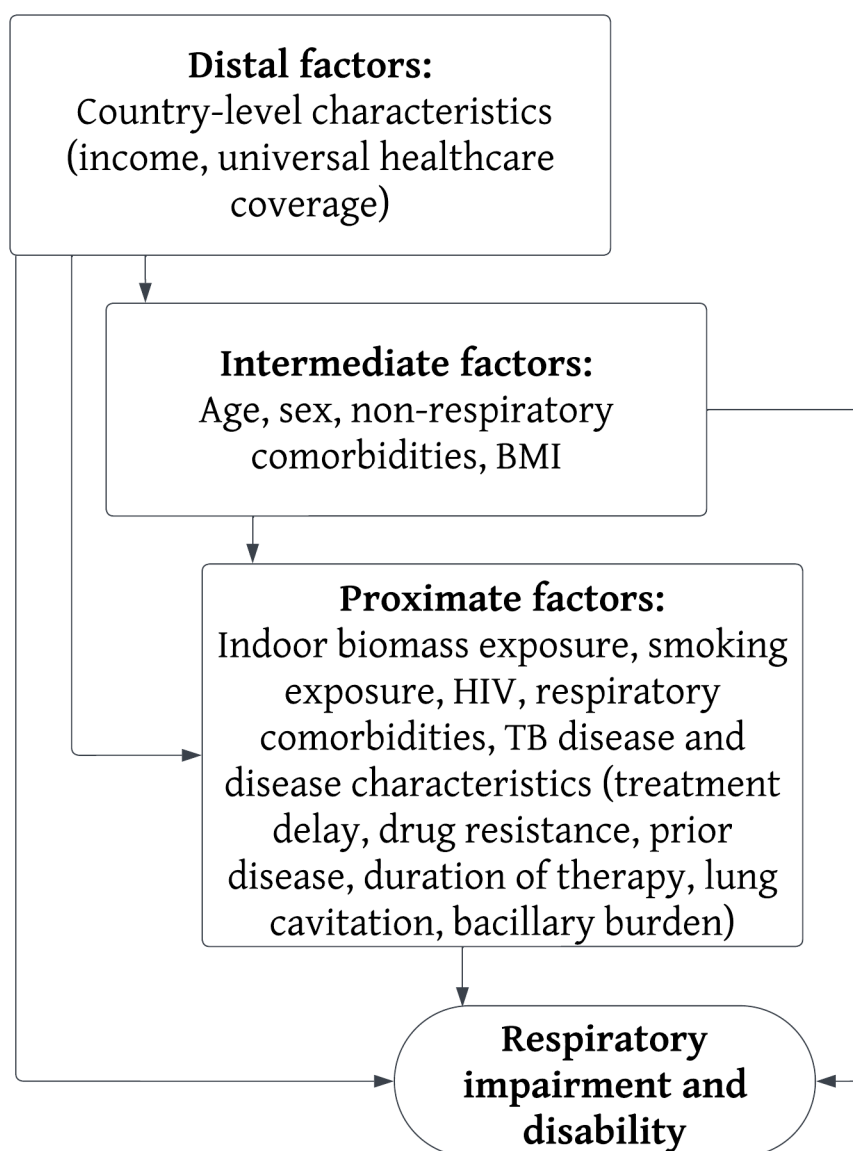 Distal factors:
Country-level characteristics
(income, universal healthcare
coverage)
Intermediate factors:
Age, sex, non-respiratory
comorbidities, BMI
Proximate factors:
Indoor biomass exposure, smoking
exposure, HIV, respiratory
comorbidities, TB disease and
disease characteristics (treatment
delay, drug resistance, prior
disease, duration of therapy, lung
cavitation, bacillary burden)
Respiratory
impairment and
disability